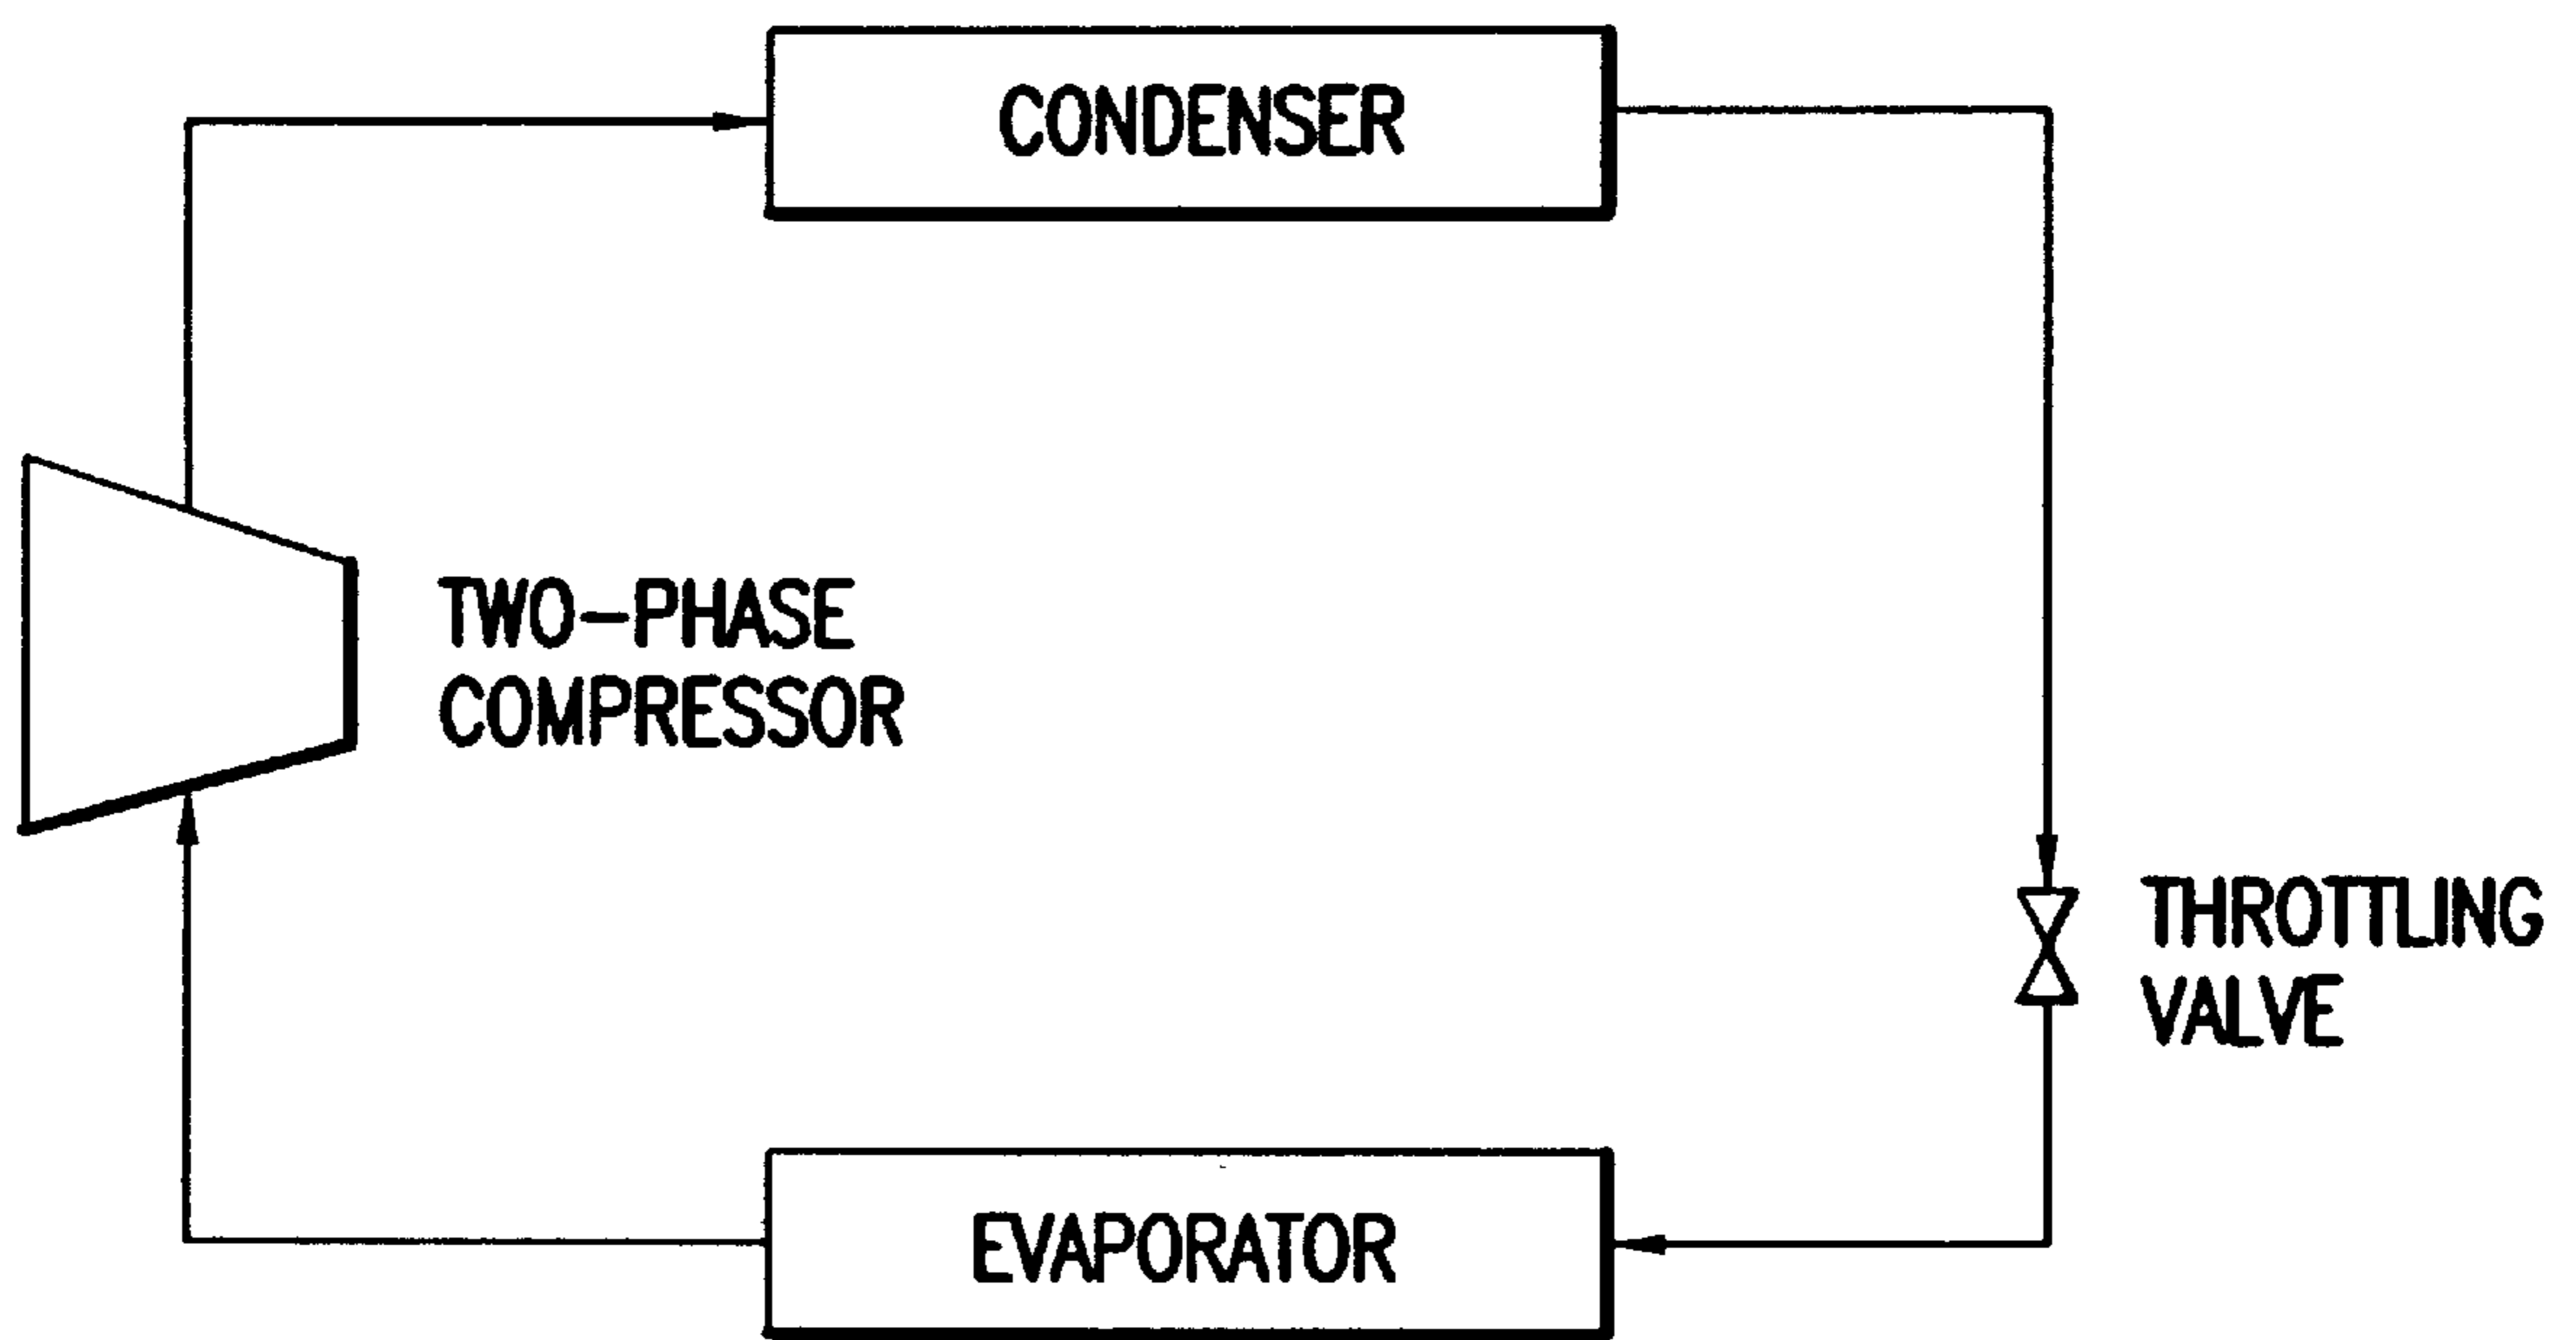 CONDENSER
TWO-PHASE
COMPRESSOR
THROTTLING
VALVE
EVAPORATOR